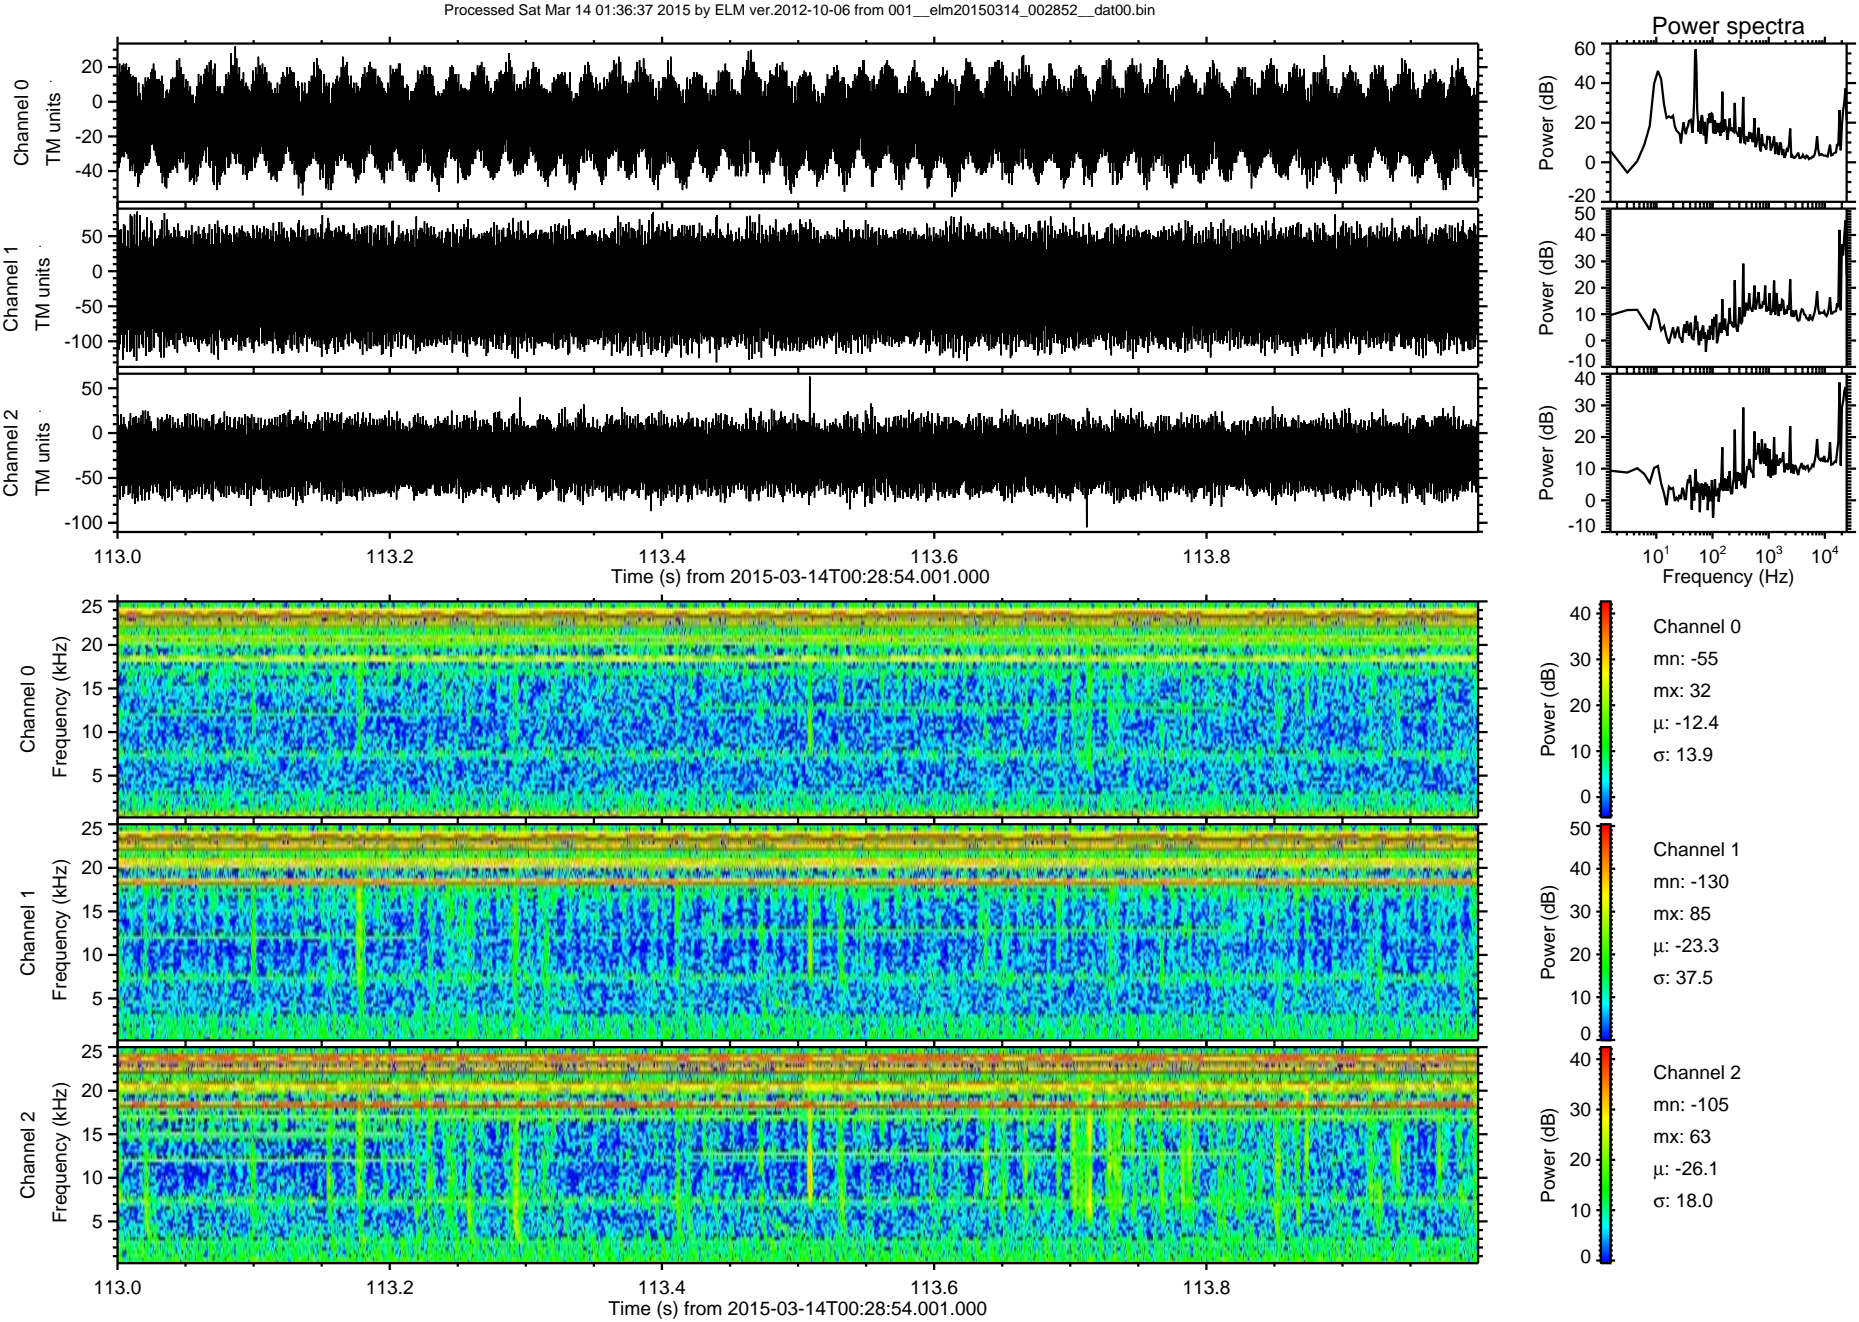 Processed Sat Mar 14 01:36:37 2015 by ELM ver.2012-10-06 from 001__elm20150314_002852__dat00.bin
Power spectra
Channel 0
TM units
20
0
-20
-40
Power (dB)
60
40
20
0
-20
Channel 1
TM units
50
0
-50
-100
Power (dB)
50
40
30
20
10
0
-10
Channel 2
TM units
50
0
-50
-100
Power (dB)
40
30
20
10
0
-10
113.0 113.2 113.4 113.6 113.8
Time (s) from 2015-03-14T00:28:54.001.000
10¹ 10² 10³ 10⁴
Frequency (Hz)
Channel 0
Frequency (kHz)
25
20
15
10
5
Power (dB)
40
30
20
10
0
Channel 0
mn: -55
mx: 32
μ: -12.4
σ: 13.9
Channel 1
Frequency (kHz)
25
20
15
10
5
Power (dB)
50
40
30
20
10
0
Channel 1
mn: -130
mx: 85
μ: -23.3
σ: 37.5
Channel 2
Frequency (kHz)
25
20
15
10
5
Power (dB)
40
30
20
10
0
Channel 2
mn: -105
mx: 63
μ: -26.1
σ: 18.0
113.0 113.2 113.4 113.6 113.8
Time (s) from 2015-03-14T00:28:54.001.000